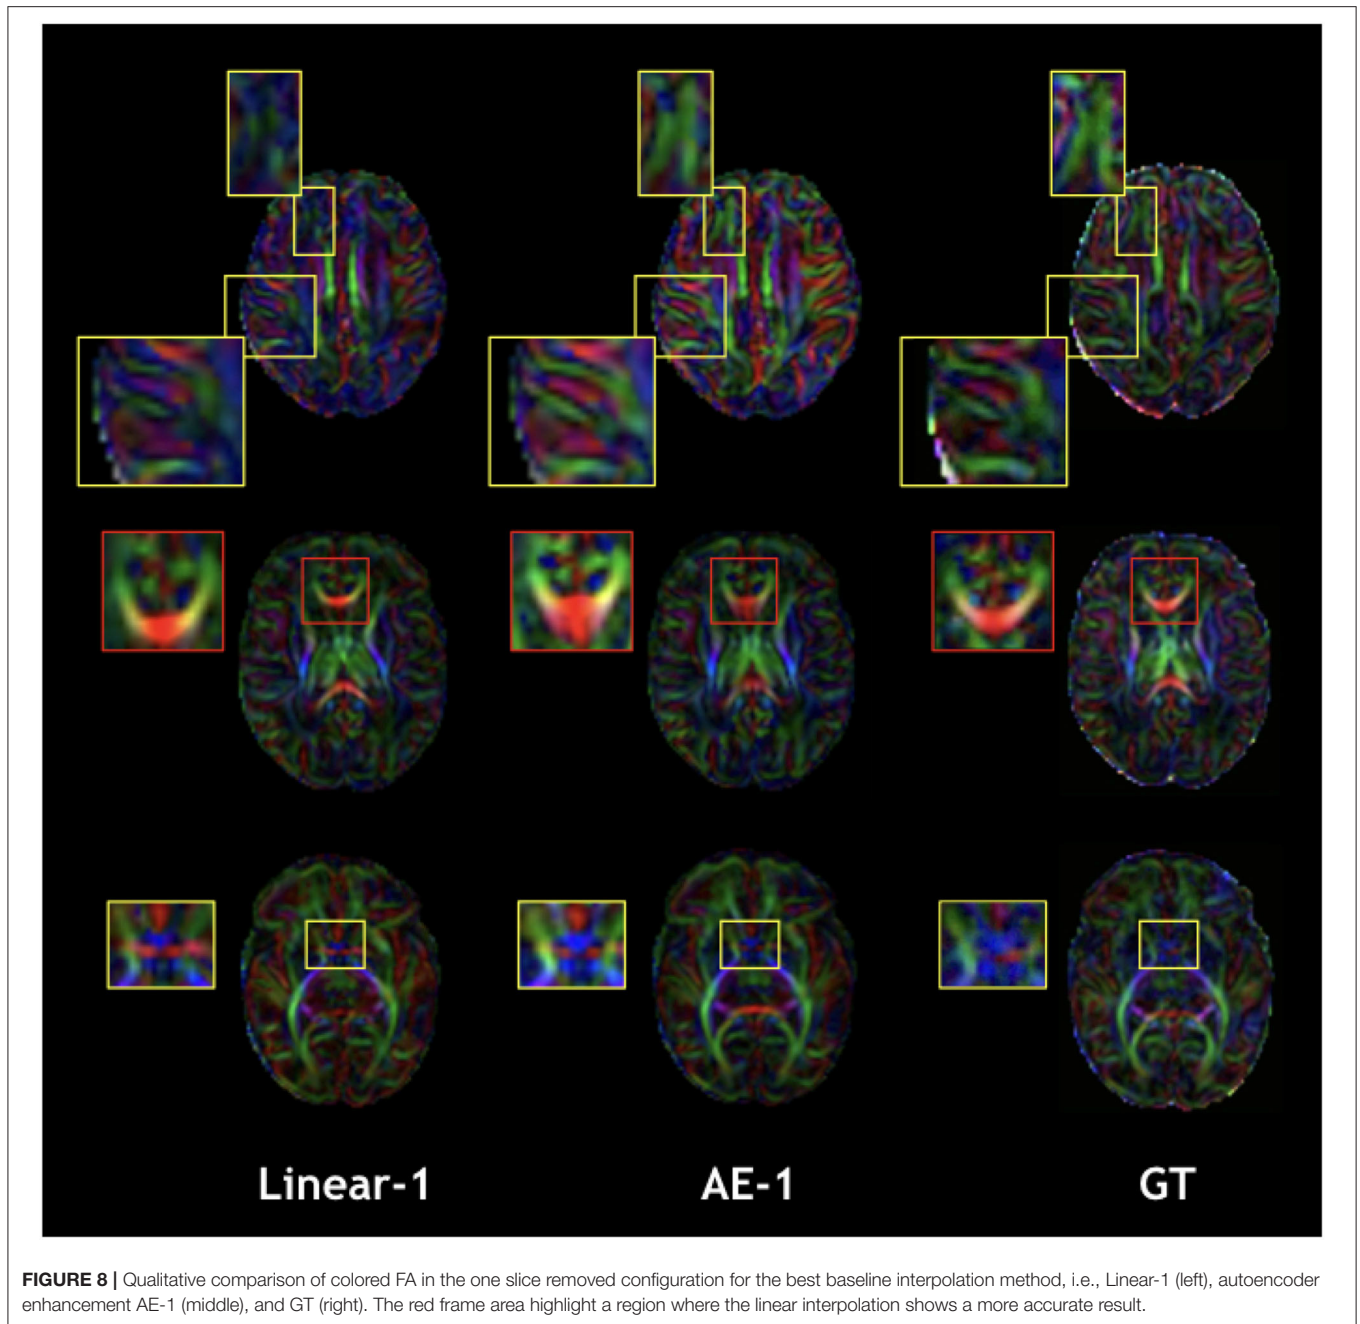 Linear-1 AE-1 GT
FIGURE 8 | Qualitative comparison of colored FA in the one slice removed configuration for the best baseline interpolation method, i.e., Linear-1 (left), autoencoder
enhancement AE-1 (middle), and GT (right). The red frame area highlight a region where the linear interpolation shows a more accurate result.